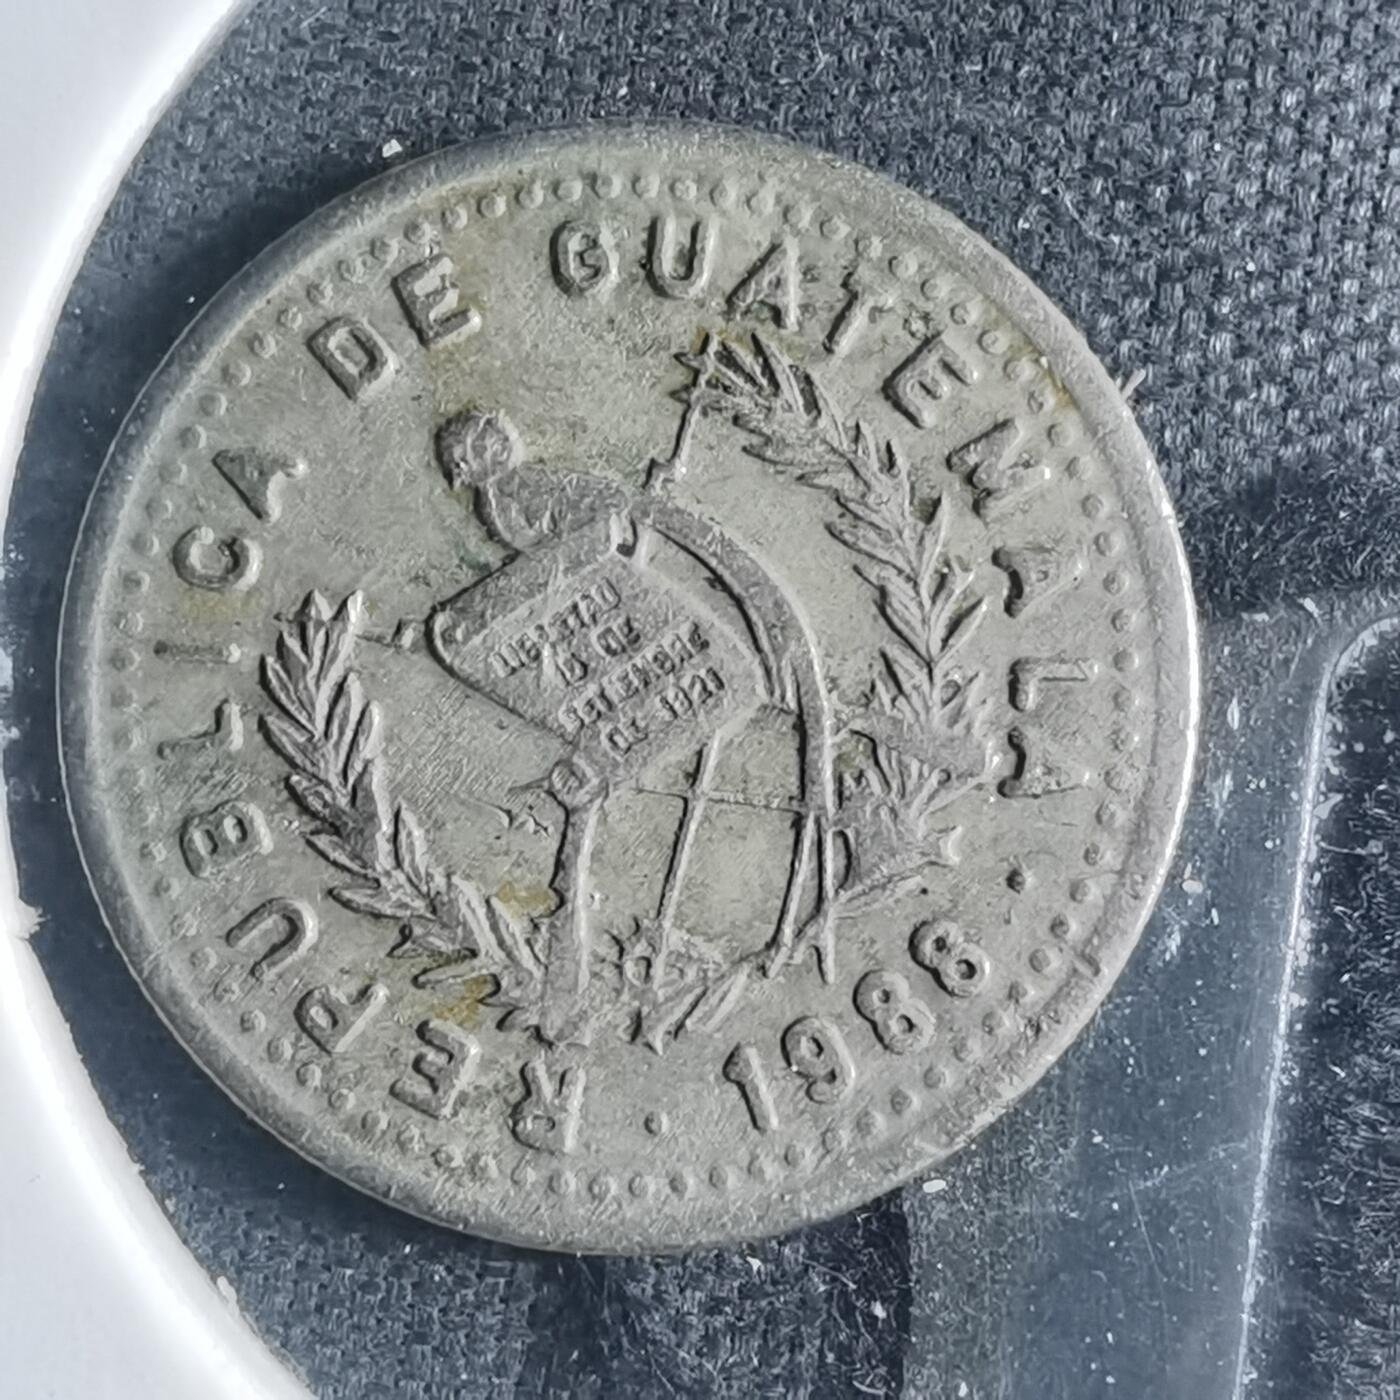 REPUBLICA DE GUATEMALA
· 1988 ·
LIBERTAD
15 DE
SETIEMBRE
DE 1821